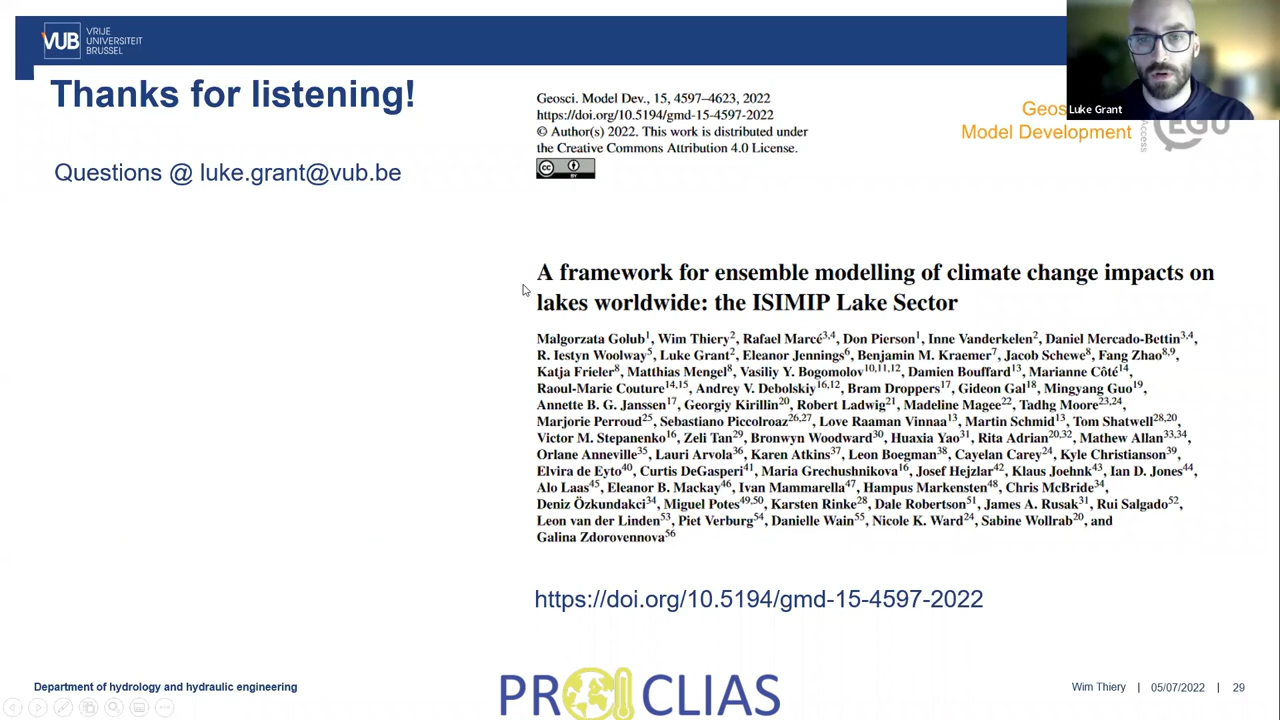 VUB
VRIJE
UNIVERSITEIT
BRUSSEL
Thanks for listening!
Questions @ luke.grant@vub.be
Geosci. Model Dev., 15, 4597–4623, 2022
https://doi.org/10.5194/gmd-15-4597-2022
© Author(s) 2022. This work is distributed under
the Creative Commons Attribution 4.0 License.
CC
BY
Model Development
Access
EGU
Luke Grant
A framework for ensemble modelling of climate change impacts on
lakes worldwide: the ISIMIP Lake Sector
Malgorzata Golub1, Wim Thiery2, Rafael Marcé3,4, Don Pierson1, Inne Vanderkelen2, Daniel Mercado-Bettin3,4,
R. Iestyn Woolway5, Luke Grant2, Eleanor Jennings6, Benjamin M. Kraemer7, Jacob Schewe8, Fang Zhao8,9,
Katja Frieler8, Matthias Mengel8, Vasiliy Y. Bogomolov10,11,12, Damien Bouffard13, Marianne Côté14,
Raoul-Marie Couture14,15, Andrey V. Debolskiy16,12, Bram Droppers17, Gideon Gal18, Mingyang Guo19,
Annette B. G. Janssen17, Georgiy Kirillin20, Robert Ladwig21, Madeline Magee22, Tadhg Moore23,24,
Marjorie Perroud25, Sebastiano Piccolroaz26,27, Love Raaman Vinnaa13, Martin Schmid13, Tom Shatwell28,20,
Victor M. Stepanenko16, Zeli Tan29, Bronwyn Woodward30, Huaxia Yao31, Rita Adrian20,32, Mathew Allan33,34,
Orlane Anneville35, Lauri Arvola36, Karen Atkins37, Leon Boegman38, Cayelan Carey24, Kyle Christianson39,
Elvira de Eyto40, Curtis DeGasperi41, Maria Grechushnikova16, Josef Hejzlar42, Klaus Joehnk43, Ian D. Jones44,
Alo Laas45, Eleanor B. Mackay46, Ivan Mammarella47, Hampus Markensten48, Chris McBride34,
Deniz Özkundakci34, Miguel Potes49,50, Karsten Rinke28, Dale Robertson51, James A. Rusak31, Rui Salgado52,
Leon van der Linden53, Piet Verburg54, Danielle Wain55, Nicole K. Ward24, Sabine Wollrab20, and
Galina Zdorovennova56
https://doi.org/10.5194/gmd-15-4597-2022
Department of hydrology and hydraulic engineering
PROCLIAS
Wim Thiery | 05/07/2022 | 29